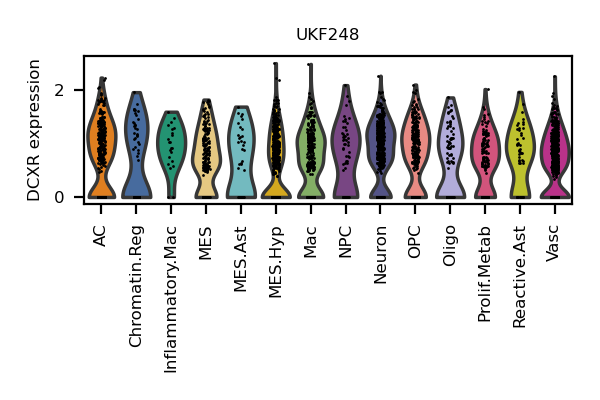 UKF248
DCXR expression
2
0
AC
Chromatin.Reg
Inflammatory.Mac
MES
MES.Ast
MES.Hyp
Mac
NPC
Neuron
OPC
Oligo
Prolif.Metab
Reactive.Ast
Vasc